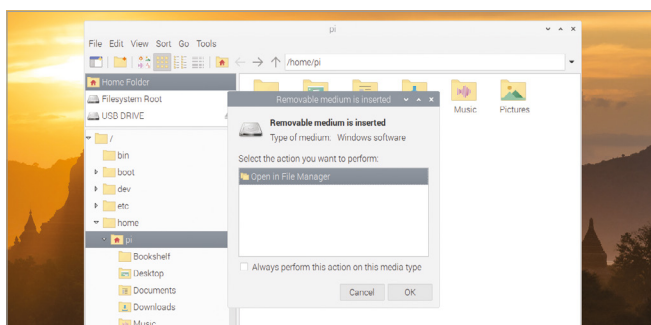 pi
File Edit View Sort Go Tools
/home/pi
Home Folder
Filesystem Root
USB DRIVE
/
bin
boot
dev
etc
home
pi
Bookshelf
Desktop
Documents
Downloads
Music
Music
Pictures
Removable medium is inserted
Removable medium is inserted
Type of medium: Windows software
Select the action you want to perform:
Open in File Manager
Always perform this action on this media type
Cancel
OK